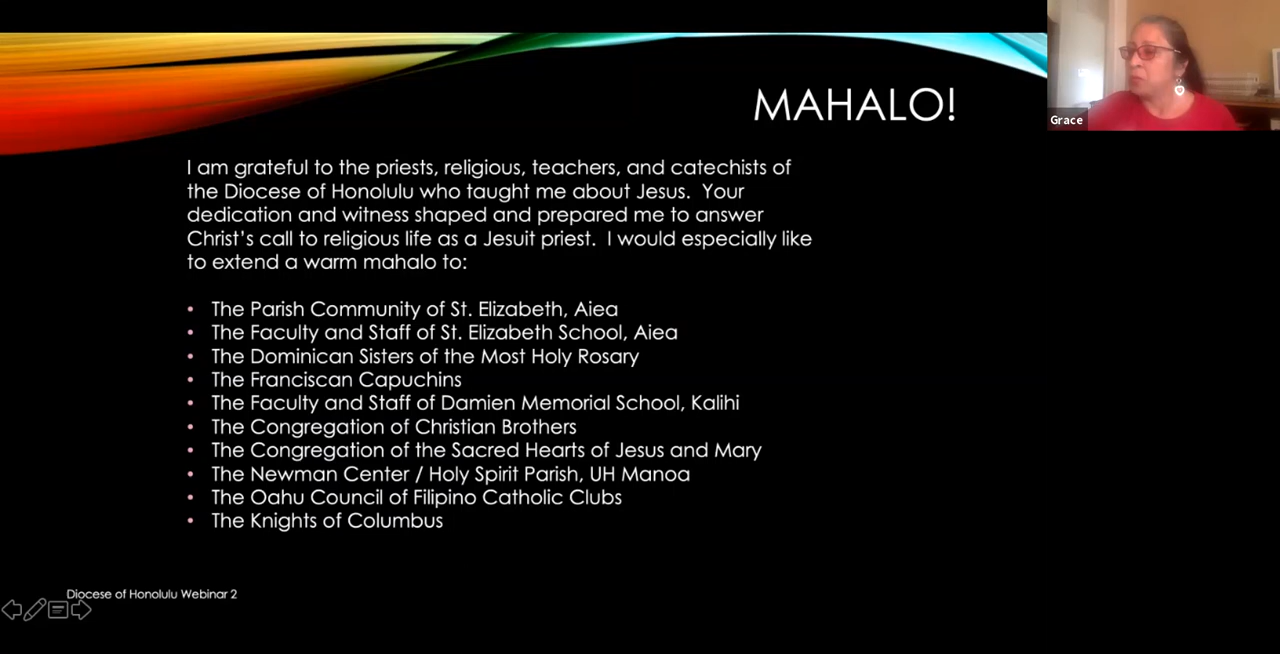 MAHALO!
Grace
I am grateful to the priests, religious, teachers, and catechists of
the Diocese of Honolulu who taught me about Jesus. Your
dedication and witness shaped and prepared me to answer
Christ's call to religious life as a Jesuit priest. I would especially like
to extend a warm mahalo to:
• The Parish Community of St. Elizabeth, Aiea
• The Faculty and Staff of St. Elizabeth School, Aiea
• The Dominican Sisters of the Most Holy Rosary
• The Franciscan Capuchins
• The Faculty and Staff of Damien Memorial School, Kalihi
• The Congregation of Christian Brothers
• The Congregation of the Sacred Hearts of Jesus and Mary
• The Newman Center / Holy Spirit Parish, UH Manoa
• The Oahu Council of Filipino Catholic Clubs
• The Knights of Columbus
Diocese of Honolulu Webinar 2